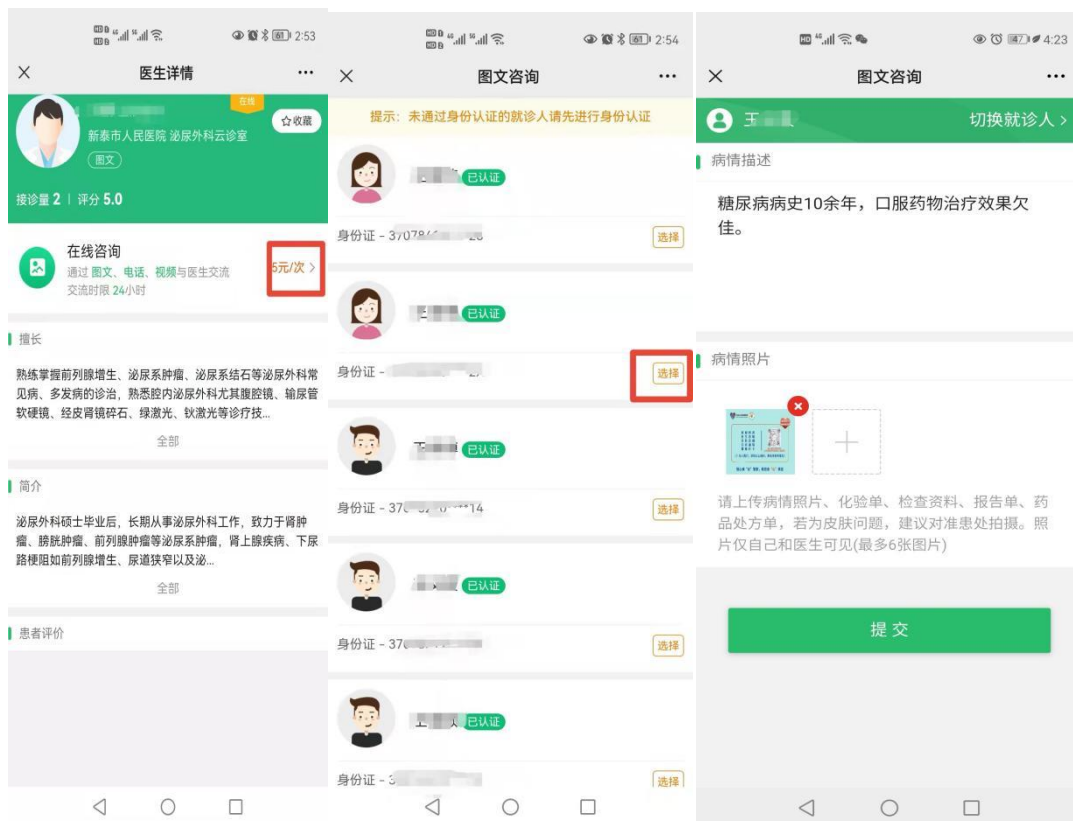 2:53
医生详情
在线
新泰市人民医院 泌尿外科云诊室
☆收藏
图文
接诊量 2 | 评分 5.0
在线咨询
通过 图文、电话、视频与医生交流
交流时限 24小时
5元/次 >
擅长
熟练掌握前列腺增生、泌尿系肿瘤、泌尿系结石等泌尿外科常
见病、多发病的诊治，熟悉腔内泌尿外科尤其腹腔镜、输尿管
软硬镜、经皮肾镜碎石、绿激光、钬激光等诊疗技...
全部
简介
泌尿外科硕士毕业后，长期从事泌尿外科工作，致力于肾肿
瘤、膀胱肿瘤、前列腺肿瘤等泌尿系肿瘤，肾上腺疾病、下尿
路梗阻如前列腺增生、尿道狭窄以及泌...
全部
患者评价
2:54
图文咨询
提示：未通过身份认证的就诊人请先进行身份认证
已认证
身份证 - 3707
选择
已认证
身份证 -
选择
已认证
身份证 - 37
14
选择
已认证
身份证 - 37
选择
已认证
身份证 - 3
选择
4:23
图文咨询
王
切换就诊人 >
病情描述
糖尿病病史10余年，口服药物治疗效果欠
佳。
病情照片
请上传病情照片、化验单、检查资料、报告单、药
品处方单，若为皮肤问题，建议对准患处拍摄。照
片仅自己和医生可见(最多6张图片)
提交